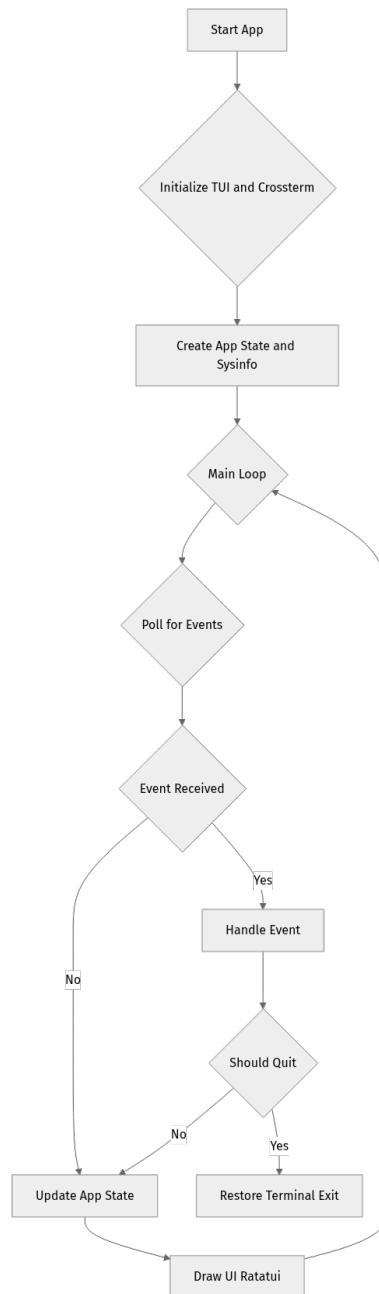 Start App
Initialize TUI and Crossterm
Create App State and
Sysinfo
Main Loop
Poll for Events
Event Received
Yes
Handle Event
No
Should Quit
No
Yes
Update App State
Restore Terminal Exit
Draw UI Ratatui